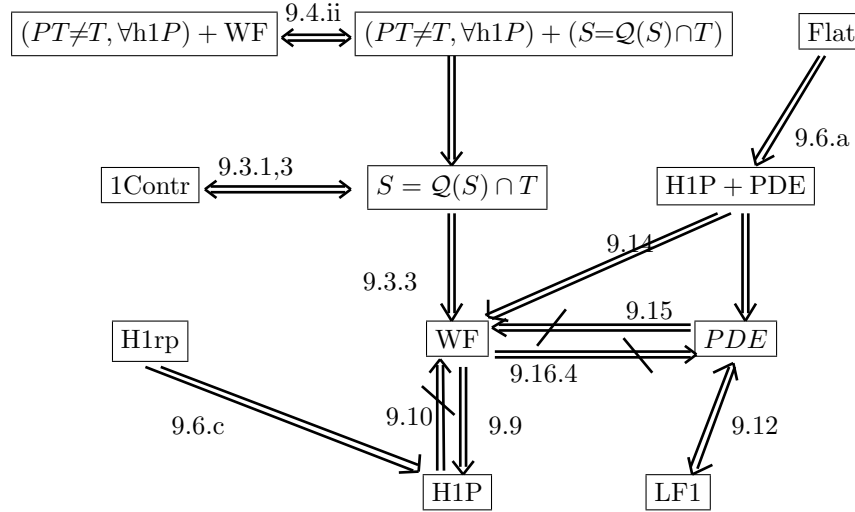 9.4.ii
(PT≠T, ∀h1P) + WF
(PT≠T, ∀h1P) + (S=𝒬(S)∩T)
Flat
9.6.a
9.3.1,3
1Contr
S = 𝒬(S) ∩ T
H1P + PDE
9.14
9.3.3
9.15
H1rp
WF
PDE
9.16.4
9.6.c
9.10
9.9
9.12
H1P
LF1